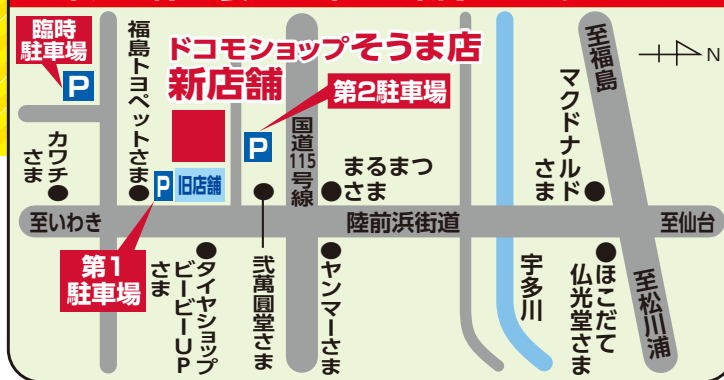 臨時
駐車場
P
福島トヨペットさま
ドコモショップそうま店
新店舗
第2駐車場
P
国道115号線
至福島
N
マクドナルド
さま
カワチ
さま
P
旧店舗
まるまつ
さま
至いわき
陸前浜街道
至仙台
第1
駐車場
タイヤショップ
ビービーUP
さま
弐萬圓堂さま
ヤンマーさま
宇多川
ほこだて
仏光堂さま
至松川浦